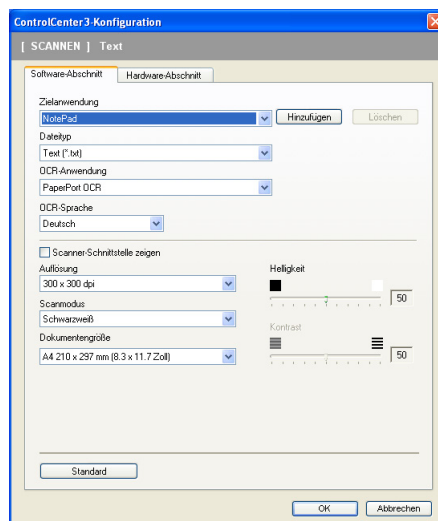 ControlCenter3-Konfiguration
[ SCANNEN ] Text
Software-Abschnitt Hardware-Abschnitt
Zielanwendung
NotePad Hinzufügen Löschen
Dateityp
Text (*.txt)
OCR-Anwendung
PaperPort OCR
OCR-Sprache
Deutsch
Scanner-Schnittstelle zeigen
Auflösung Helligkeit
300 x 300 dpi 50
Scanmodus
Schwarzweiß
Kontrast
Dokumentengröße
A4 210 x 297 mm (8.3 x 11.7 Zoll) 50
Standard
OK Abbrechen